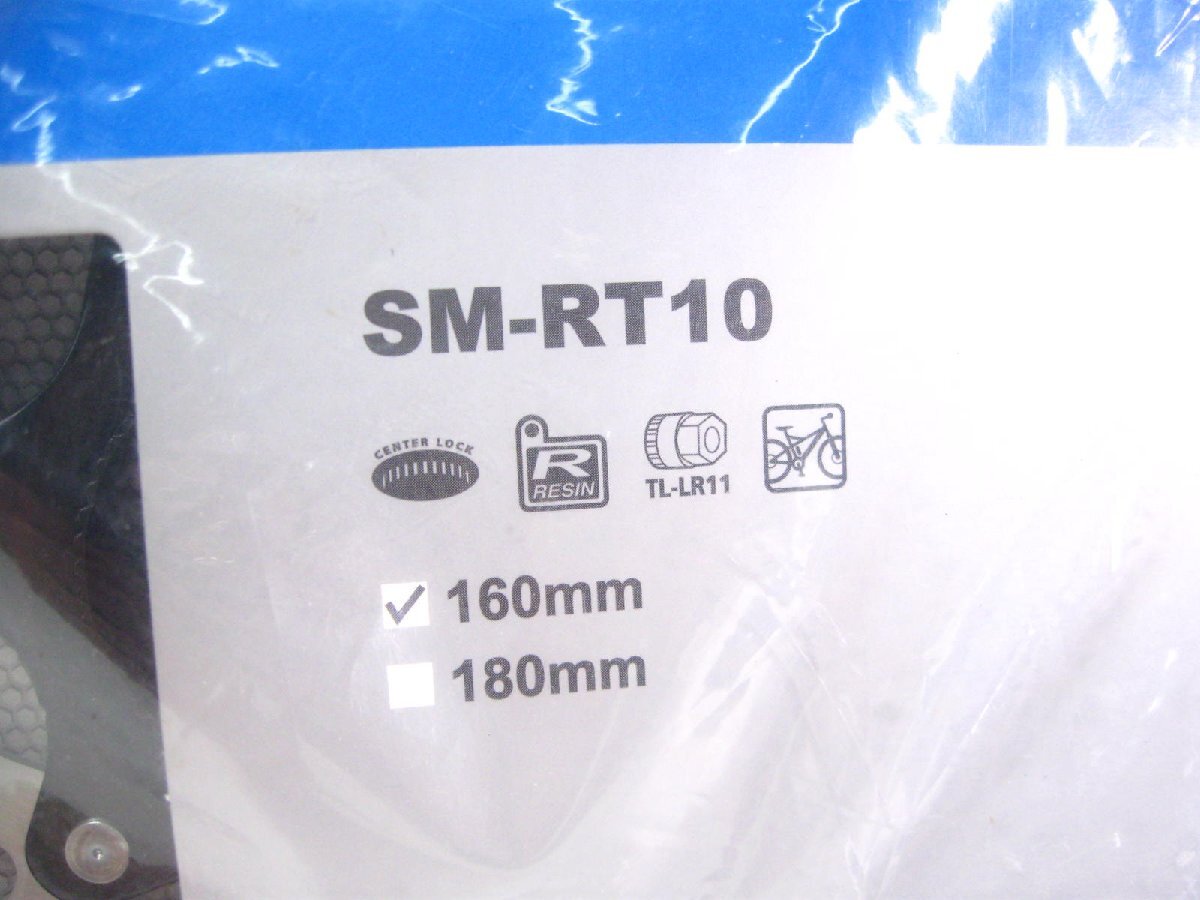 SM-RT10
CENTER LOCK
R
RESIN
TL-LR11
160mm
180mm